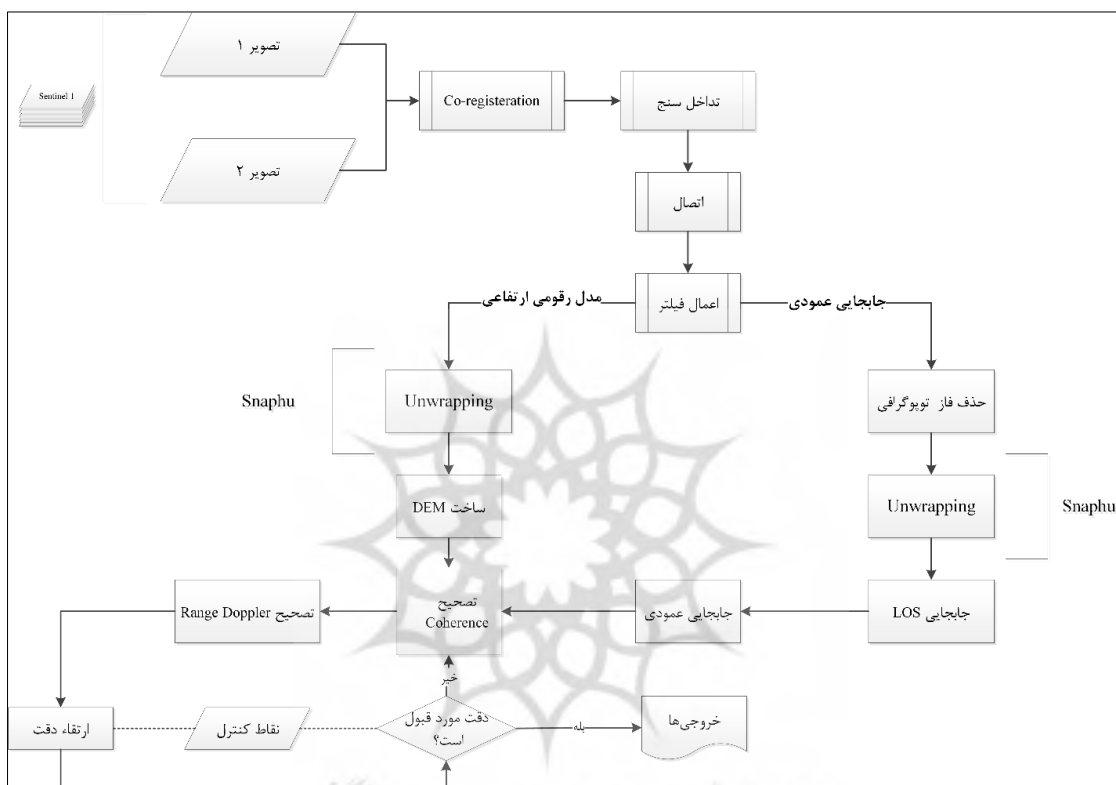 تصویر ۱
Sentinel 1
Co-registeration
تداخل سنج
تصویر ۲
اتصال
اعمال فیلتر
مدل رقومی ارتفاعی
جابجایی عمودی
Snaphu
Unwrapping
حذف فاز توپوگرافی
ساخت DEM
Unwrapping
Snaphu
تصحیح
Coherence
تصحیح Range Doppler
جابجایی عمودی
جابجایی LOS
خیر
ارتقاء دقت
نقاط کنترل
دقت مورد قبول
است؟
بله
خروجی‌ها